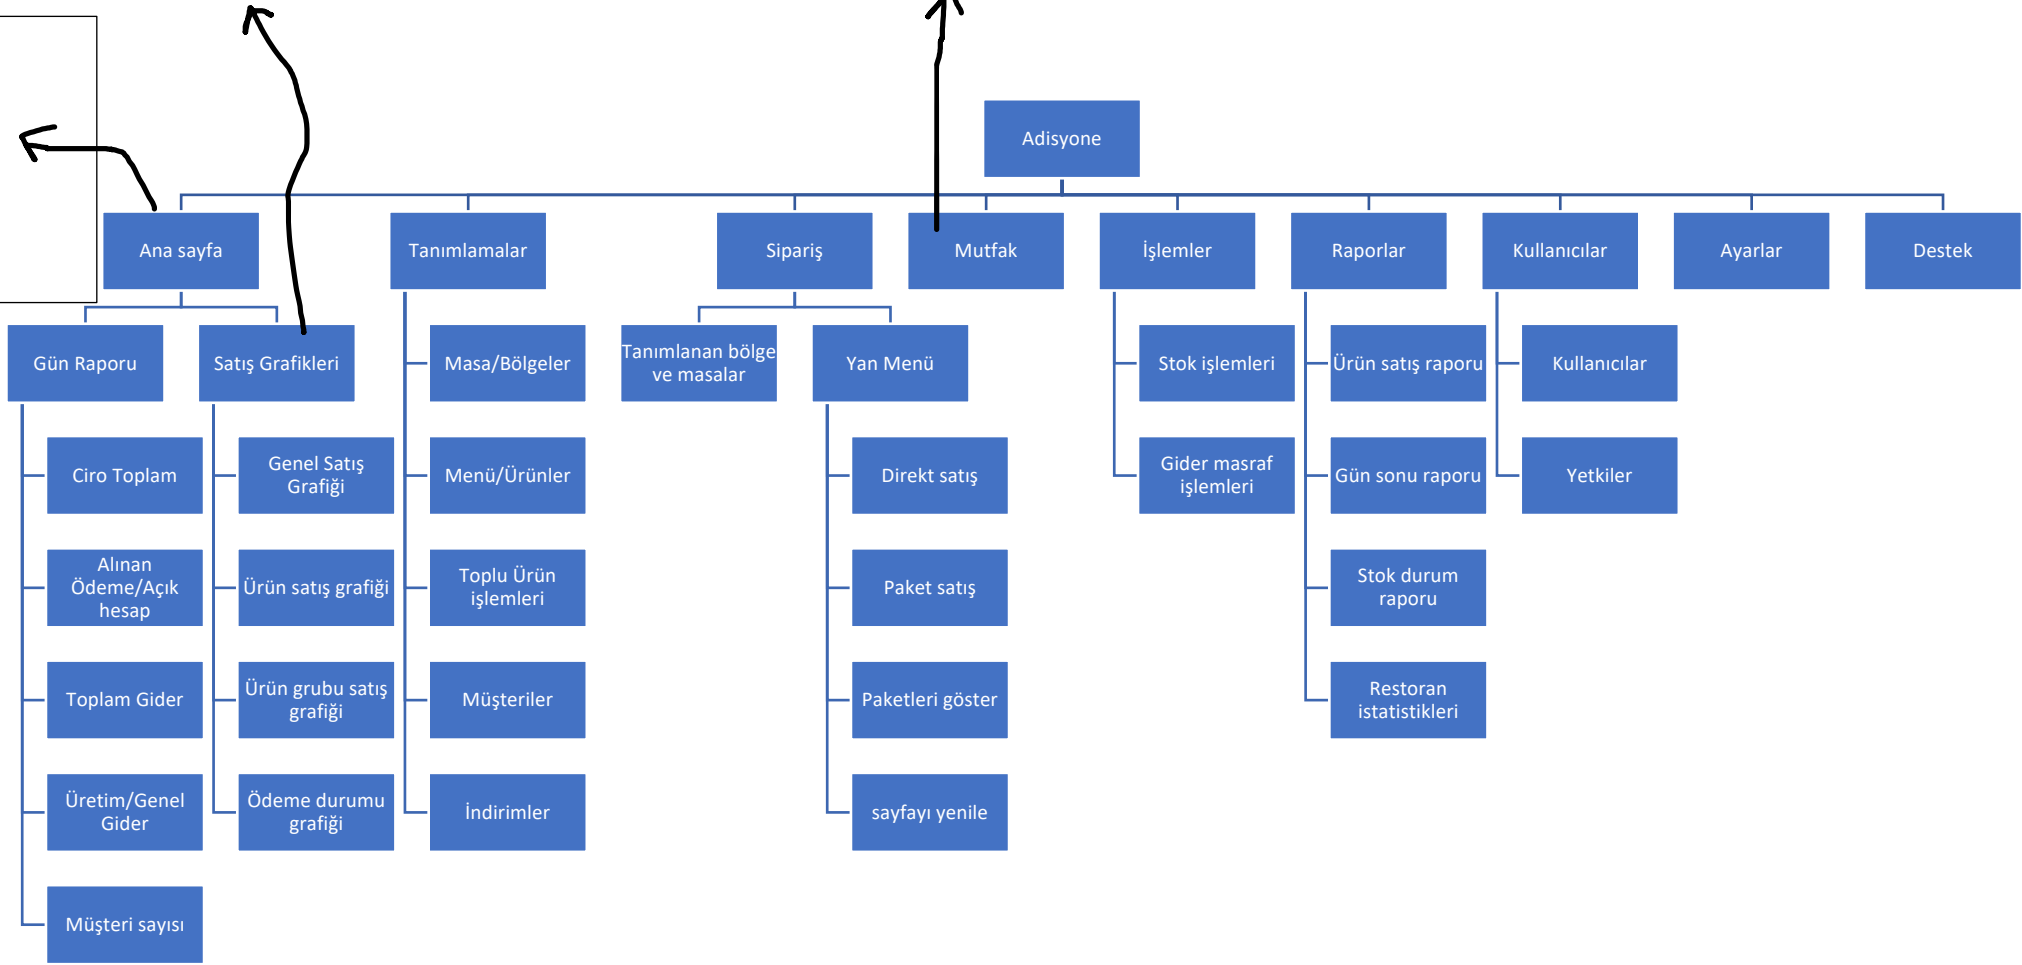 Adisyone
Ana sayfa
Tanımlamalar
Sipariş
Mutfak
İşlemler
Raporlar
Kullanıcılar
Ayarlar
Destek
Gün Raporu
Satış Grafikleri
Masa/Bölgeler
Tanımlanan bölge
ve masalar
Yan Menü
Stok işlemleri
Ürün satış raporu
Kullanıcılar
Ciro Toplam
Genel Satış
Grafiği
Menü/Ürünler
Direkt satış
Gider masraf
işlemleri
Gün sonu raporu
Yetkiler
Alınan
Ödeme/Açık
hesap
Ürün satış grafiği
Toplu Ürün
işlemleri
Paket satış
Stok durum
raporu
Toplam Gider
Ürün grubu satış
grafiği
Müşteriler
Paketleri göster
Restoran
istatistikleri
Üretim/Genel
Gider
Ödeme durumu
grafiği
İndirimler
sayfayı yenile
Müşteri sayısı